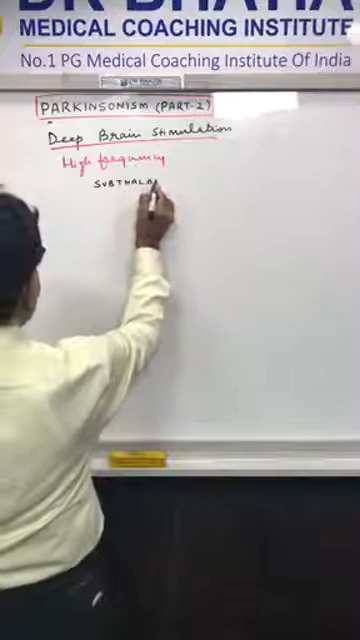 DR BHATIA
MEDICAL COACHING INSTITUTE
No.1 PG Medical Coaching Institute Of India
PARKINSONISM (PART-2)
Deep Brain Stimulation
High frequency
SUBTHALA